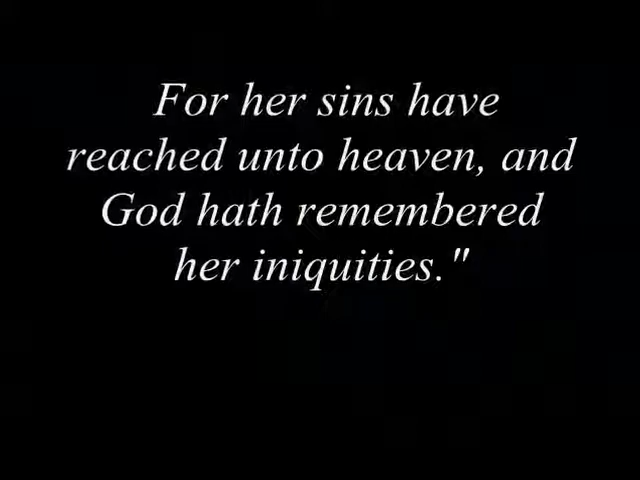 For her sins have
reached unto heaven, and
God hath remembered
her iniquities."